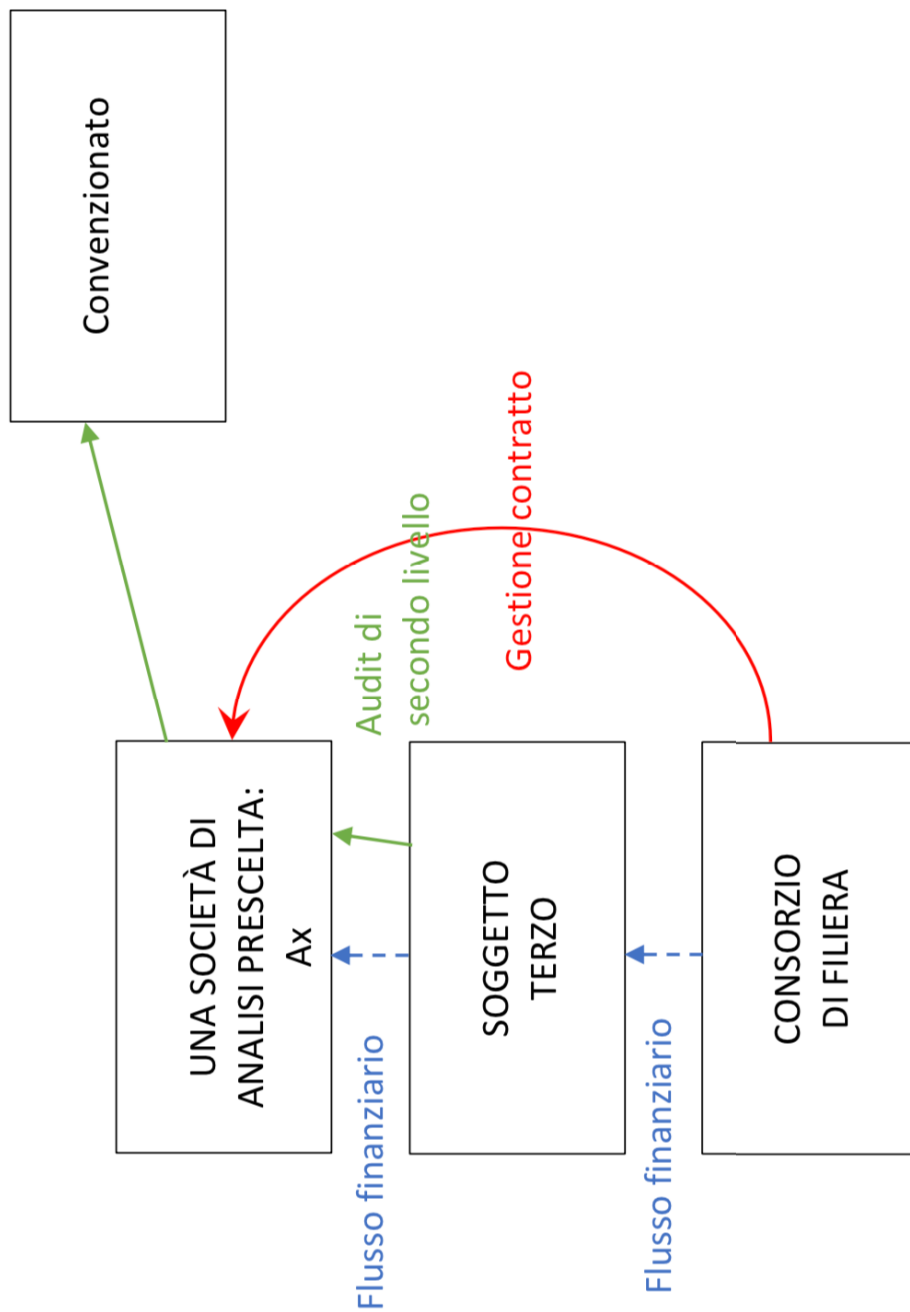 Convenzionato
UNA SOCIETÀ DI
ANALISI PRESCELTA:
Ax
Audit di
secondo livello
Flusso finanziario
Gestione contratto
SOGGETTO
TERZO
Flusso finanziario
CONSORZIO
DI FILIERA